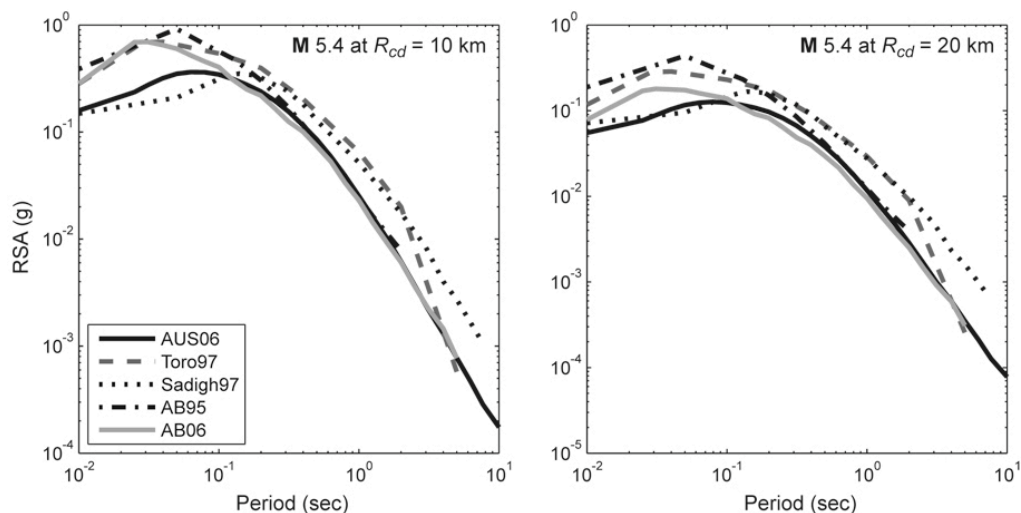 M 5.4 at R_cd = 10 km
RSA (g)
10^0
10^-1
10^-2
10^-3
10^-4
AUS06
Toro97
Sadigh97
AB95
AB06
10^-2
10^-1
10^0
10^1
Period (sec)
M 5.4 at R_cd = 20 km
10^0
10^-1
10^-2
10^-3
10^-4
10^-5
10^-2
10^-1
10^0
10^1
Period (sec)